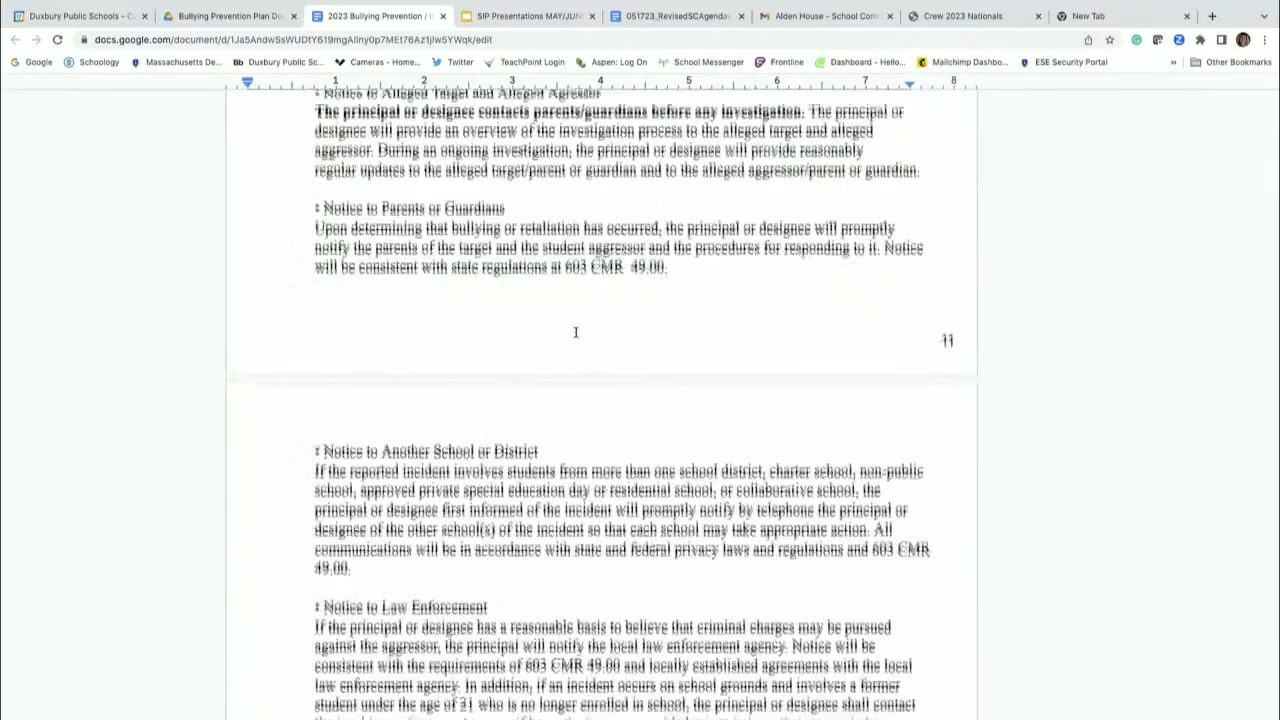 Duxbury Public Schools - C
Bullying Prevention Plan Do
2023 Bullying Prevention / I
SIP Presentations MAY/JUN
051723_RevisedSCAgenda
Alden House - School Com
Crew 2023 Nationals
New Tab
docs.google.com/document/d/
/edit
Google
Schoology
Massachusetts De...
Bb Duxbury Public Sc...
Cameras - Home...
Twitter
TeachPoint Login
Aspen: Log On
School Messenger
Frontline
Dashboard - Hello...
Mailchimp Dashbo...
ESE Security Portal
»
Other Bookmarks
1 2 3 4 5 6 7 8
: Notice to Alleged Target and Alleged Agressor
The principal or designee contacts parents/guardians before any investigation. The principal or
designee will provide an overview of the investigation process to the alleged target and alleged
aggressor. During an ongoing investigation, the principal or designee will provide reasonably
regular updates to the alleged target/parent or guardian and to the alleged aggressor/parent or guardian.
: Notice to Parents or Guardians
Upon determining that bullying or retaliation has occurred, the principal or designee will promptly
notify the parents of the target and the student aggressor and the procedures for responding to it. Notice
will be consistent with state regulations at 603 CMR 49.00.
11
: Notice to Another School or District
If the reported incident involves students from more than one school district, charter school, non-public
school, approved private special education day or residential school, or collaborative school, the
principal or designee first informed of the incident will promptly notify by telephone the principal or
designee of the other school(s) of the incident so that each school may take appropriate action. All
communications will be in accordance with state and federal privacy laws and regulations and 603 CMR
49.00.
: Notice to Law Enforcement
If the principal or designee has a reasonable basis to believe that criminal charges may be pursued
against the aggressor, the principal will notify the local law enforcement agency. Notice will be
consistent with the requirements of 603 CMR 49.00 and locally established agreements with the local
law enforcement agency. In addition, if an incident occurs on school grounds and involves a former
student under the age of 21 who is no longer enrolled in school, the principal or designee shall contact